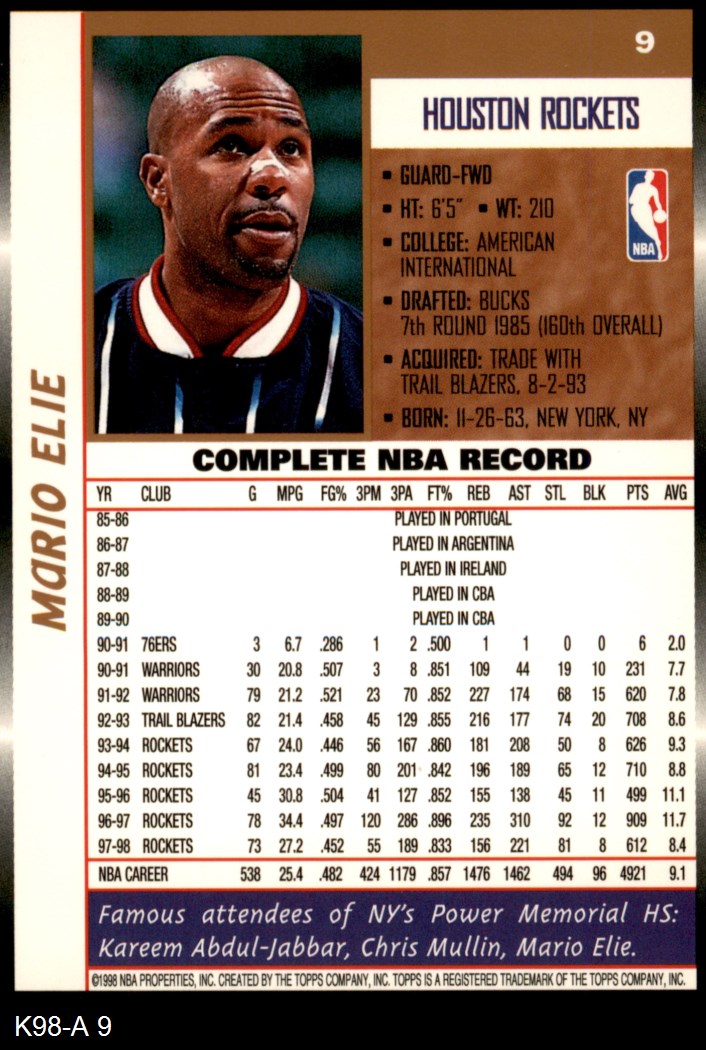 9
HOUSTON ROCKETS
▪ GUARD-FWD
▪ HT: 6'5" ▪ WT: 210
▪ COLLEGE: AMERICAN
INTERNATIONAL
▪ DRAFTED: BUCKS
7th ROUND 1985 (160th OVERALL)
▪ ACQUIRED: TRADE WITH
TRAIL BLAZERS, 8-2-93
▪ BORN: 11-26-63, NEW YORK, NY
NBA
MARIO ELIE
COMPLETE NBA RECORD
YR CLUB G MPG FG% 3PM 3PA FT% REB AST STL BLK PTS AVG
85-86 PLAYED IN PORTUGAL
86-87 PLAYED IN ARGENTINA
87-88 PLAYED IN IRELAND
88-89 PLAYED IN CBA
89-90 PLAYED IN CBA
90-91 76ERS 3 6.7 .286 1 2 .500 1 1 0 0 6 2.0
90-91 WARRIORS 30 20.8 .507 3 8 .851 109 44 19 10 231 7.7
91-92 WARRIORS 79 21.2 .521 23 70 .852 227 174 68 15 620 7.8
92-93 TRAIL BLAZERS 82 21.4 .458 45 129 .855 216 177 74 20 708 8.6
93-94 ROCKETS 67 24.0 .446 56 167 .860 181 208 50 8 626 9.3
94-95 ROCKETS 81 23.4 .499 80 201 .842 196 189 65 12 710 8.8
95-96 ROCKETS 45 30.8 .504 41 127 .852 155 138 45 11 499 11.1
96-97 ROCKETS 78 34.4 .497 120 286 .896 235 310 92 12 909 11.7
97-98 ROCKETS 73 27.2 .452 55 189 .833 156 221 81 8 612 8.4
NBA CAREER 538 25.4 .482 424 1179 .857 1476 1462 494 96 4921 9.1
Famous attendees of NY's Power Memorial HS:
Kareem Abdul-Jabbar, Chris Mullin, Mario Elie.
©1998 NBA PROPERTIES, INC. CREATED BY THE TOPPS COMPANY, INC. TOPPS IS A REGISTERED TRADEMARK OF THE TOPPS COMPANY, INC.
K98-A 9